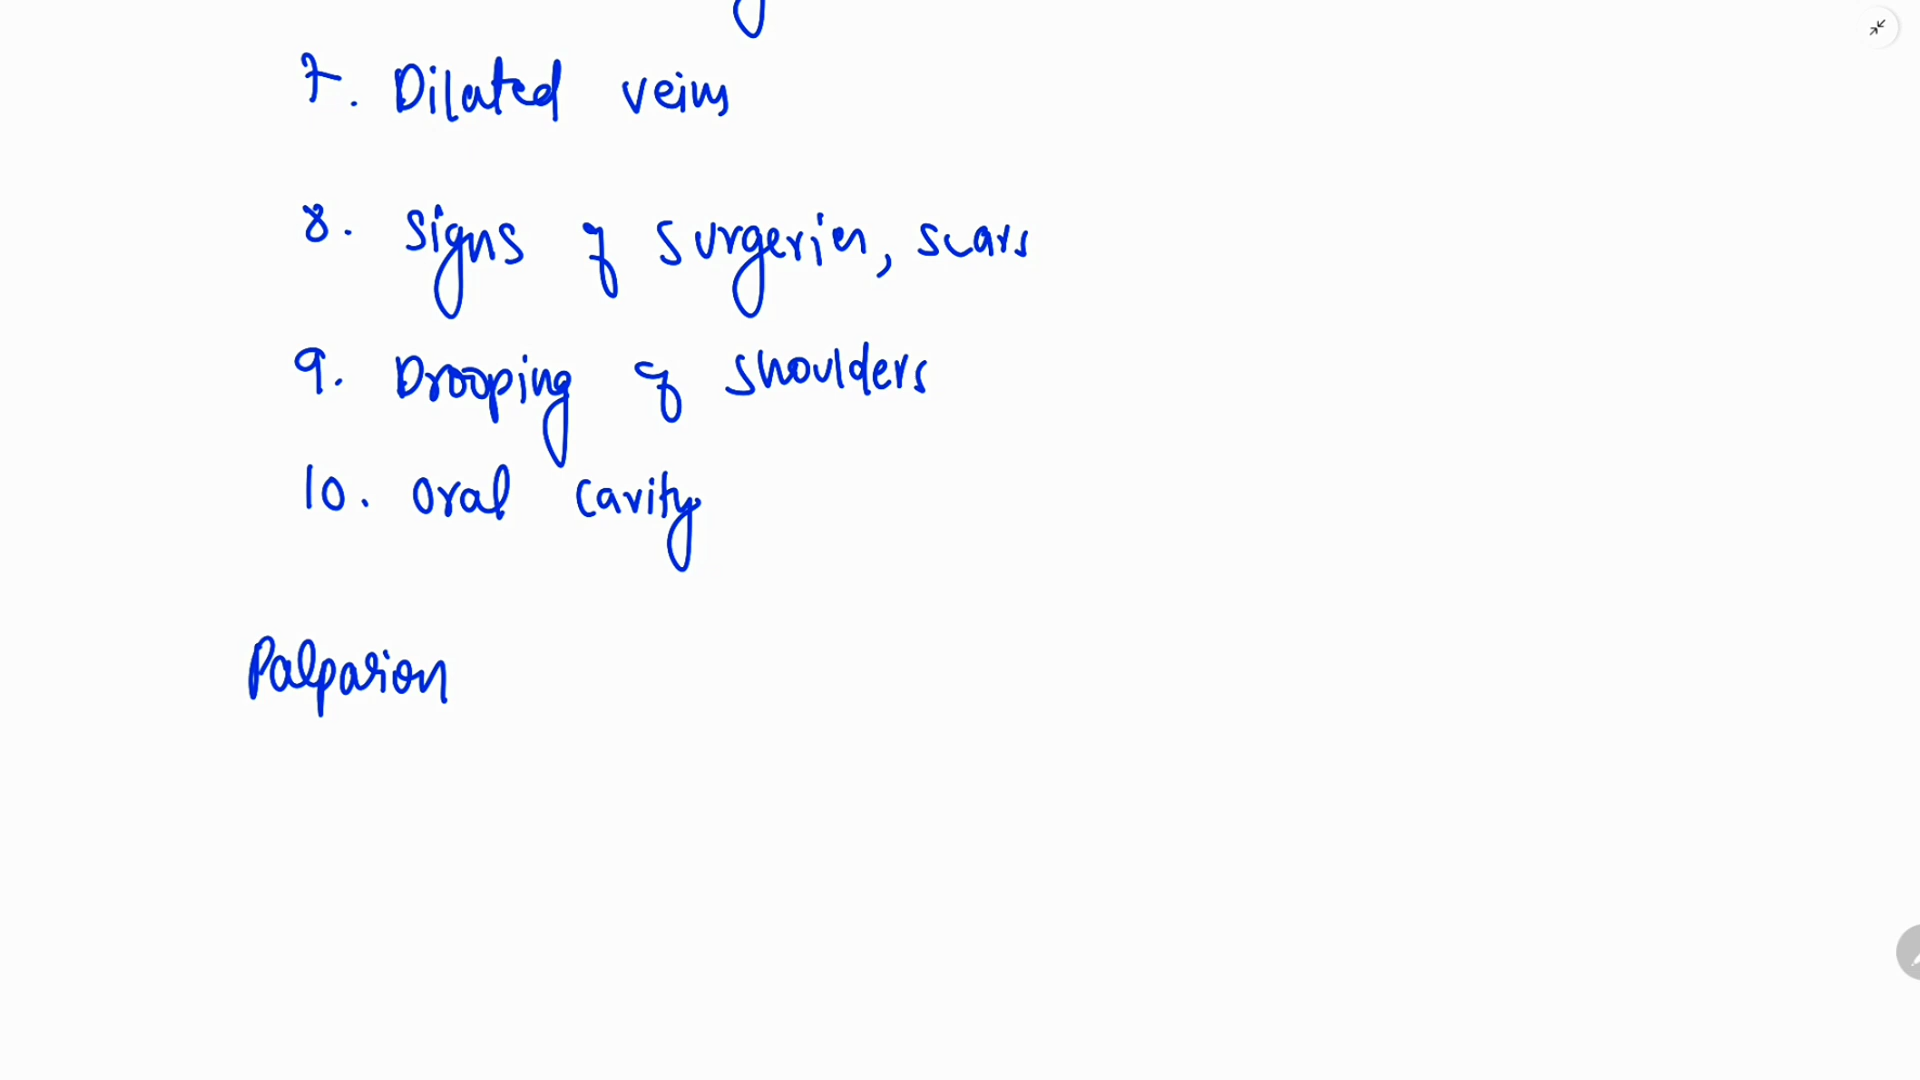 7. Dilated veins
8. Signs of surgeries, scars
9. Drooping of shoulders
10. Oral cavity
Palpation